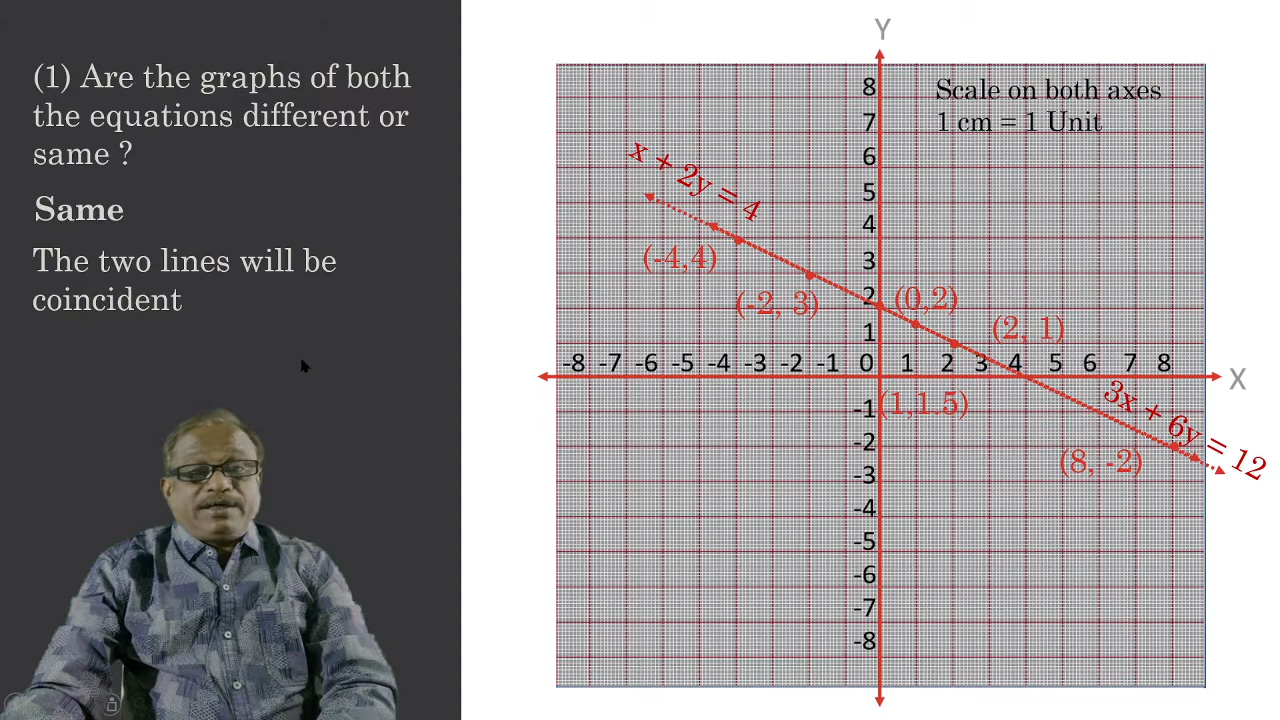 (1) Are the graphs of both
the equations different or
same ?
Same
The two lines will be
coincident
Y
Scale on both axes
1 cm = 1 Unit
8
7
6
5
4
3
2
1
x + 2y = 4
(-4,4)
(-2, 3)
(0,2)
(2, 1)
-8 -7 -6 -5 -4 -3 -2 -1 0 1 2 3 4 5 6 7 8
X
(1,1.5)
3x + 6y = 12
(8, -2)
-1
-2
-3
-4
-5
-6
-7
-8